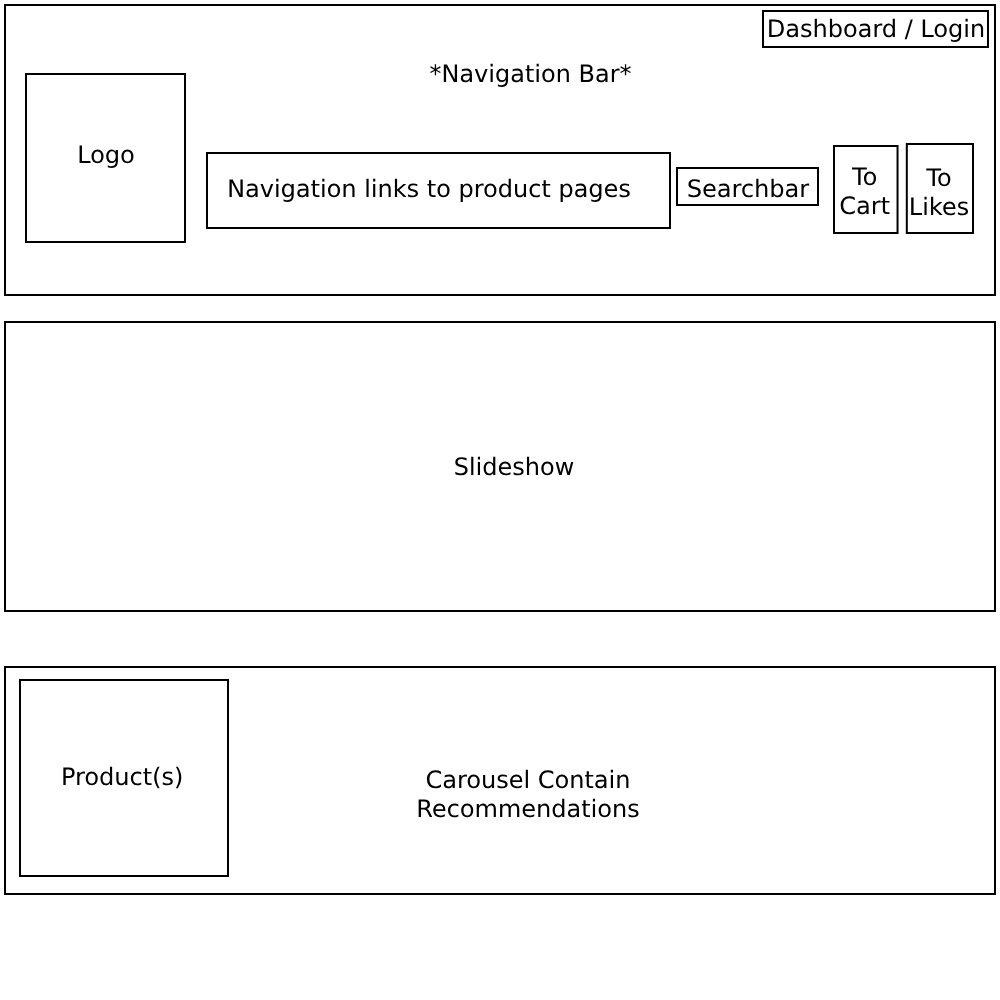 Dashboard / Login
*Navigation Bar*
Logo
Navigation links to product pages
Searchbar
To
Cart
To
Likes
Slideshow
Product(s)
Carousel Contain
Recommendations